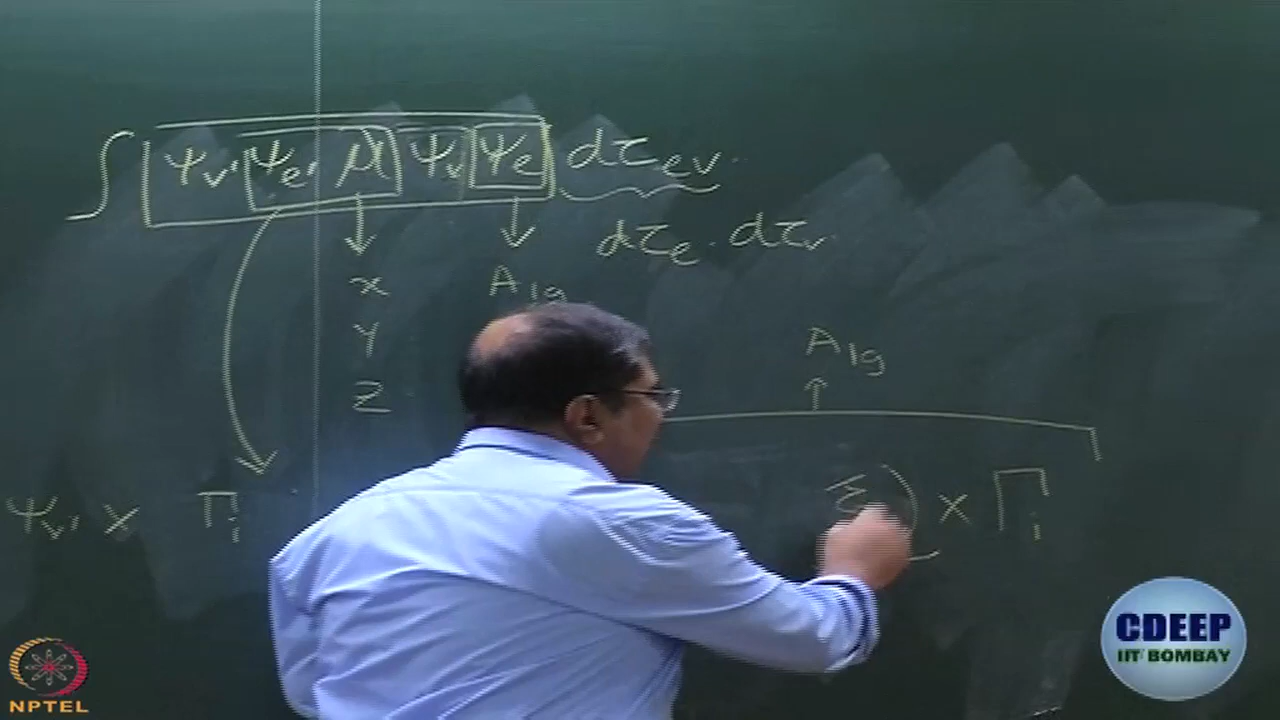 ∫ ψv' ψe' μ ψv ψe dτev
dτe . dτv
x A1g
y
z
A1g
ψv' × Γi
) × Γi
NPTEL
CDEEP
IIT BOMBAY